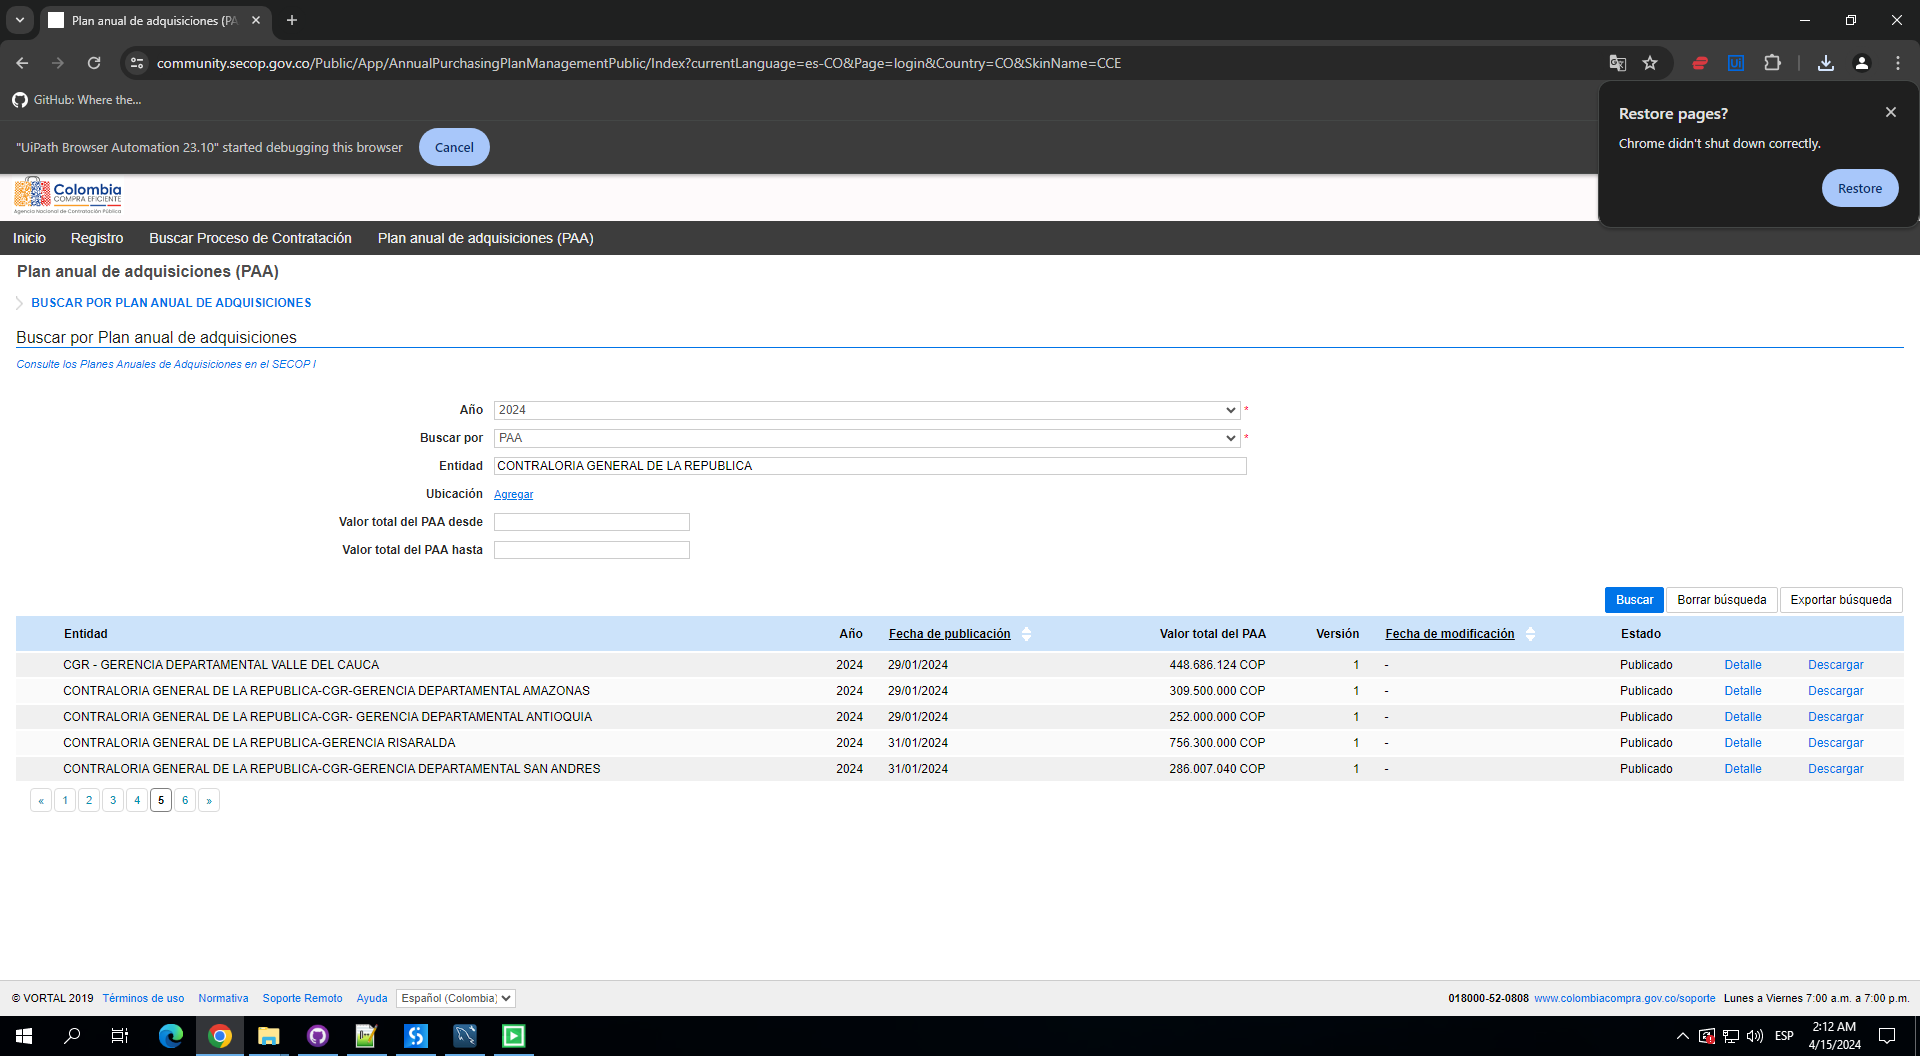 Plan anual de adquisiciones (PA
community.secop.gov.co/Public/App/AnnualPurchasingPlanManagementPublic/Index?currentLanguage=es-CO&Page=login&Country=CO&SkinName=CCE
GitHub: Where the...
"UiPath Browser Automation 23.10" started debugging this browser
Cancel
Restore pages?
Chrome didn't shut down correctly.
Restore
Colombia
COMPRA EFICIENTE
Agencia Nacional de Contratación Pública
Inicio Registro Buscar Proceso de Contratación Plan anual de adquisiciones (PAA)
Plan anual de adquisiciones (PAA)
BUSCAR POR PLAN ANUAL DE ADQUISICIONES
Buscar por Plan anual de adquisiciones
Consulte los Planes Anuales de Adquisiciones en el SECOP I
Año 2024 *
Buscar por PAA *
Entidad CONTRALORIA GENERAL DE LA REPUBLICA
Ubicación Agregar
Valor total del PAA desde
Valor total del PAA hasta
Buscar Borrar búsqueda Exportar búsqueda
Entidad Año Fecha de publicación Valor total del PAA Versión Fecha de modificación Estado
CGR - GERENCIA DEPARTAMENTAL VALLE DEL CAUCA 2024 29/01/2024 448.686.124 COP 1 - Publicado Detalle Descargar
CONTRALORIA GENERAL DE LA REPUBLICA-CGR-GERENCIA DEPARTAMENTAL AMAZONAS 2024 29/01/2024 309.500.000 COP 1 - Publicado Detalle Descargar
CONTRALORIA GENERAL DE LA REPUBLICA-CGR- GERENCIA DEPARTAMENTAL ANTIOQUIA 2024 29/01/2024 252.000.000 COP 1 - Publicado Detalle Descargar
CONTRALORIA GENERAL DE LA REPUBLICA-GERENCIA RISARALDA 2024 31/01/2024 756.300.000 COP 1 - Publicado Detalle Descargar
CONTRALORIA GENERAL DE LA REPUBLICA-CGR-GERENCIA DEPARTAMENTAL SAN ANDRES 2024 31/01/2024 286.007.040 COP 1 - Publicado Detalle Descargar
« 1 2 3 4 5 6 »
© VORTAL 2019 Términos de uso Normativa Soporte Remoto Ayuda Español (Colombia) 018000-52-0808 www.colombiacompra.gov.co/soporte Lunes a Viernes 7:00 a.m. a 7:00 p.m.
ESP
2:12 AM
4/15/2024